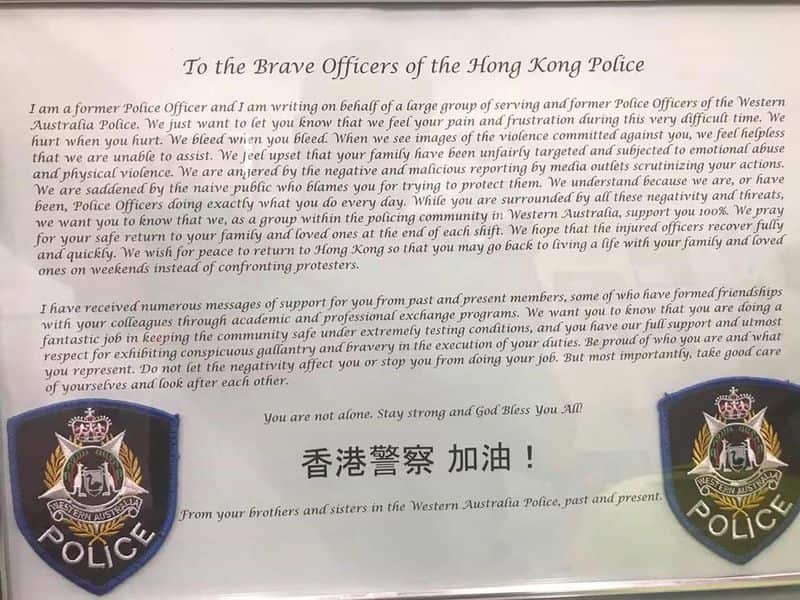 To the Brave Officers of the Hong Kong Police
I am a former Police Officer and I am writing on behalf of a large group of serving and former Police Officers of the Western
Australia Police. We just want to let you know that we feel your pain and frustration during this very difficult time. We
hurt when you hurt. We bleed when you bleed. When we see images of the violence committed against you, we feel helpless
that we are unable to assist. We feel upset that your family have been unfairly targeted and subjected to emotional abuse
and physical violence. We are angered by the negative and malicious reporting by media outlets scrutinizing your actions.
We are saddened by the naive public who blames you for trying to protect them. We understand because we are, or have
been, Police Officers doing exactly what you do every day. While you are surrounded by all these negativity and threats,
we want you to know that we, as a group within the policing community in Western Australia, support you 100%. We pray
for your safe return to your family and loved ones at the end of each shift. We hope that the injured officers recover fully
and quickly. We wish for peace to return to Hong Kong so that you may go back to living a life with your family and loved
ones on weekends instead of confronting protesters.
I have received numerous messages of support for you from past and present members, some of who have formed friendships
with your colleagues through academic and professional exchange programs. We want you to know that you are doing a
fantastic job in keeping the community safe under extremely testing conditions, and you have our full support and utmost
respect for exhibiting conspicuous gallantry and bravery in the execution of your duties. Be proud of who you are and what
you represent. Do not let the negativity affect you or stop you from doing your job. But most importantly, take good care
of yourselves and look after each other.
You are not alone. Stay strong and God Bless You All!
香港警察 加油！
From your brothers and sisters in the Western Australia Police, past and present.
WESTERN AUSTRALIA
POLICE
WESTERN AUSTRALIA
POLICE